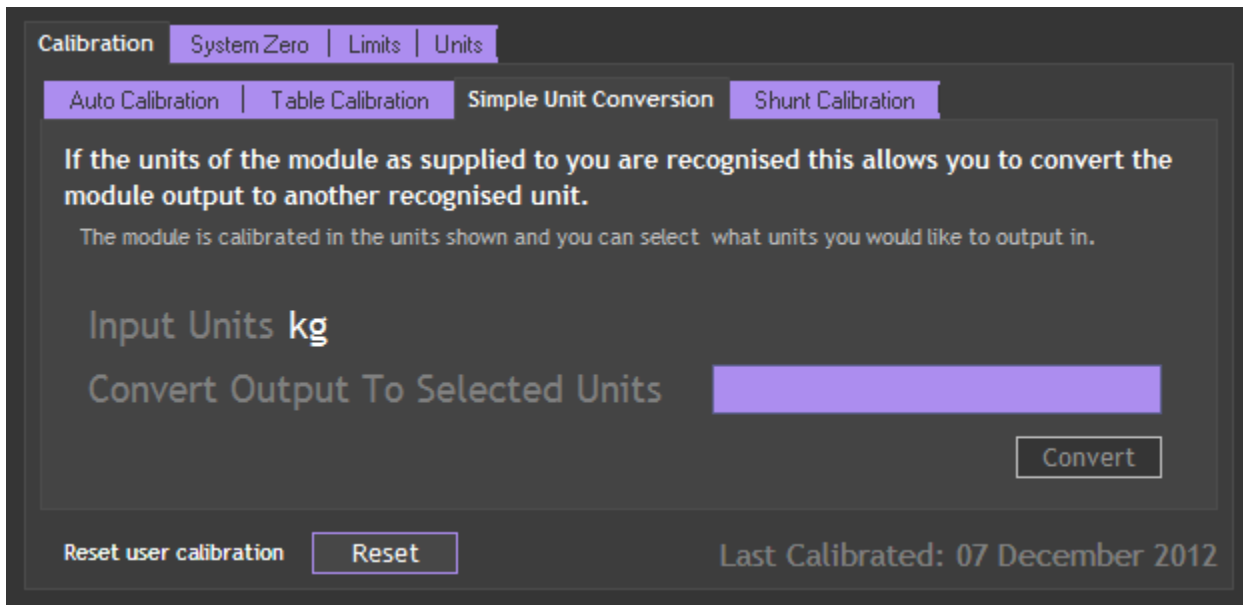 Calibration System Zero | Limits | Units
Auto Calibration | Table Calibration Simple Unit Conversion Shunt Calibration
If the units of the module as supplied to you are recognised this allows you to convert the
module output to another recognised unit.
The module is calibrated in the units shown and you can select what units you would like to output in.
Input Units kg
Convert Output To Selected Units
Convert
Reset user calibration Reset Last Calibrated: 07 December 2012